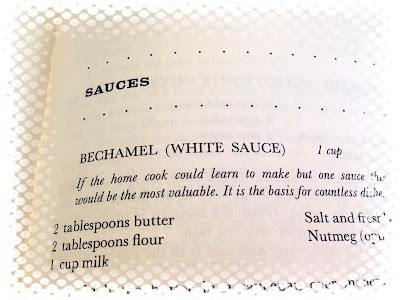 SAUCES
BECHAMEL (WHITE SAUCE) 1 cup
If the home cook could learn to make but one sauce
would be the most valuable. It is the basis for countless
2 tablespoons butter Salt and
2 tablespoons flour Nutmeg
1 cup milk